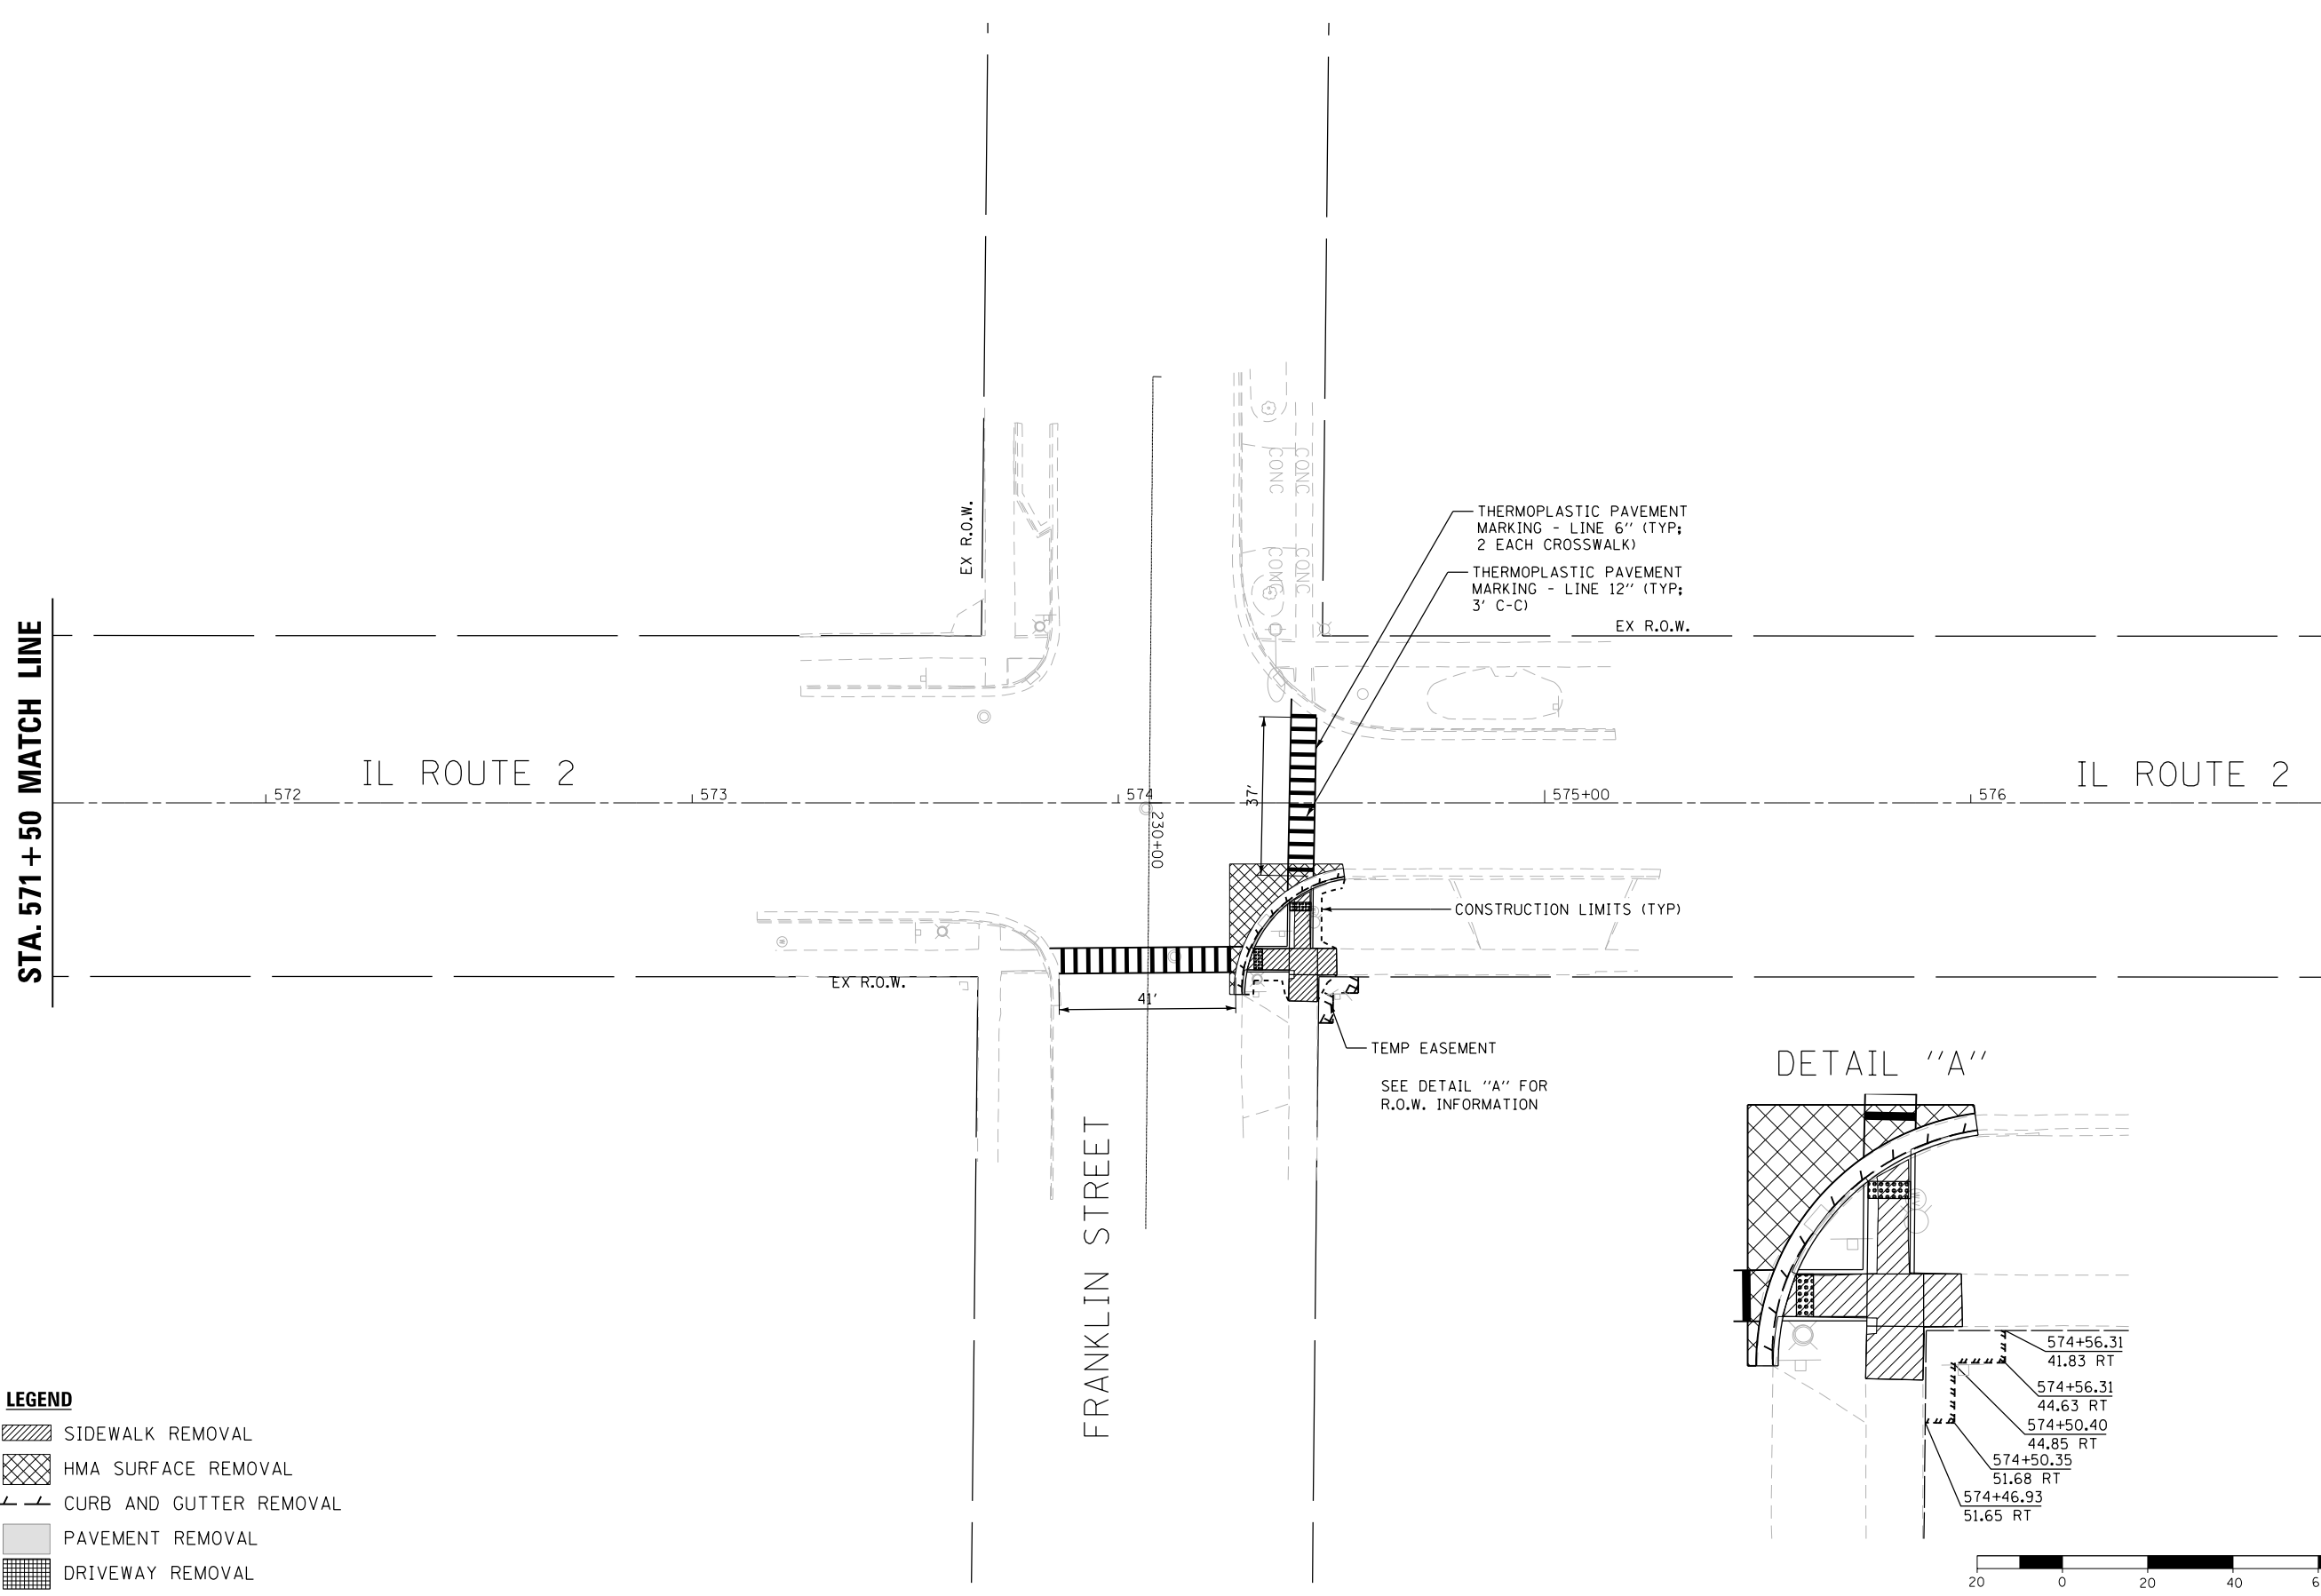 THERMOPLASTIC PAVEMENT
MARKING - LINE 6'' (TYP;
2 EACH CROSSWALK)
THERMOPLASTIC PAVEMENT
MARKING - LINE 12'' (TYP;
3' C-C)
EX R.O.W.
EX R.O.W.
CONC
CONC
CONC
CONC
STA. 571+50 MATCH LINE
IL ROUTE 2
IL ROUTE 2
572
573
574
575+00
576
230+00
37'
CONSTRUCTION LIMITS (TYP)
EX R.O.W.
41'
TEMP EASEMENT
SEE DETAIL ''A'' FOR
R.O.W. INFORMATION
FRANKLIN STREET
DETAIL ''A''
574+56.31
41.83 RT
574+56.31
44.63 RT
574+50.40
44.85 RT
574+50.35
51.68 RT
574+46.93
51.65 RT
LEGEND
SIDEWALK REMOVAL
HMA SURFACE REMOVAL
CURB AND GUTTER REMOVAL
PAVEMENT REMOVAL
DRIVEWAY REMOVAL
20 0 20 40